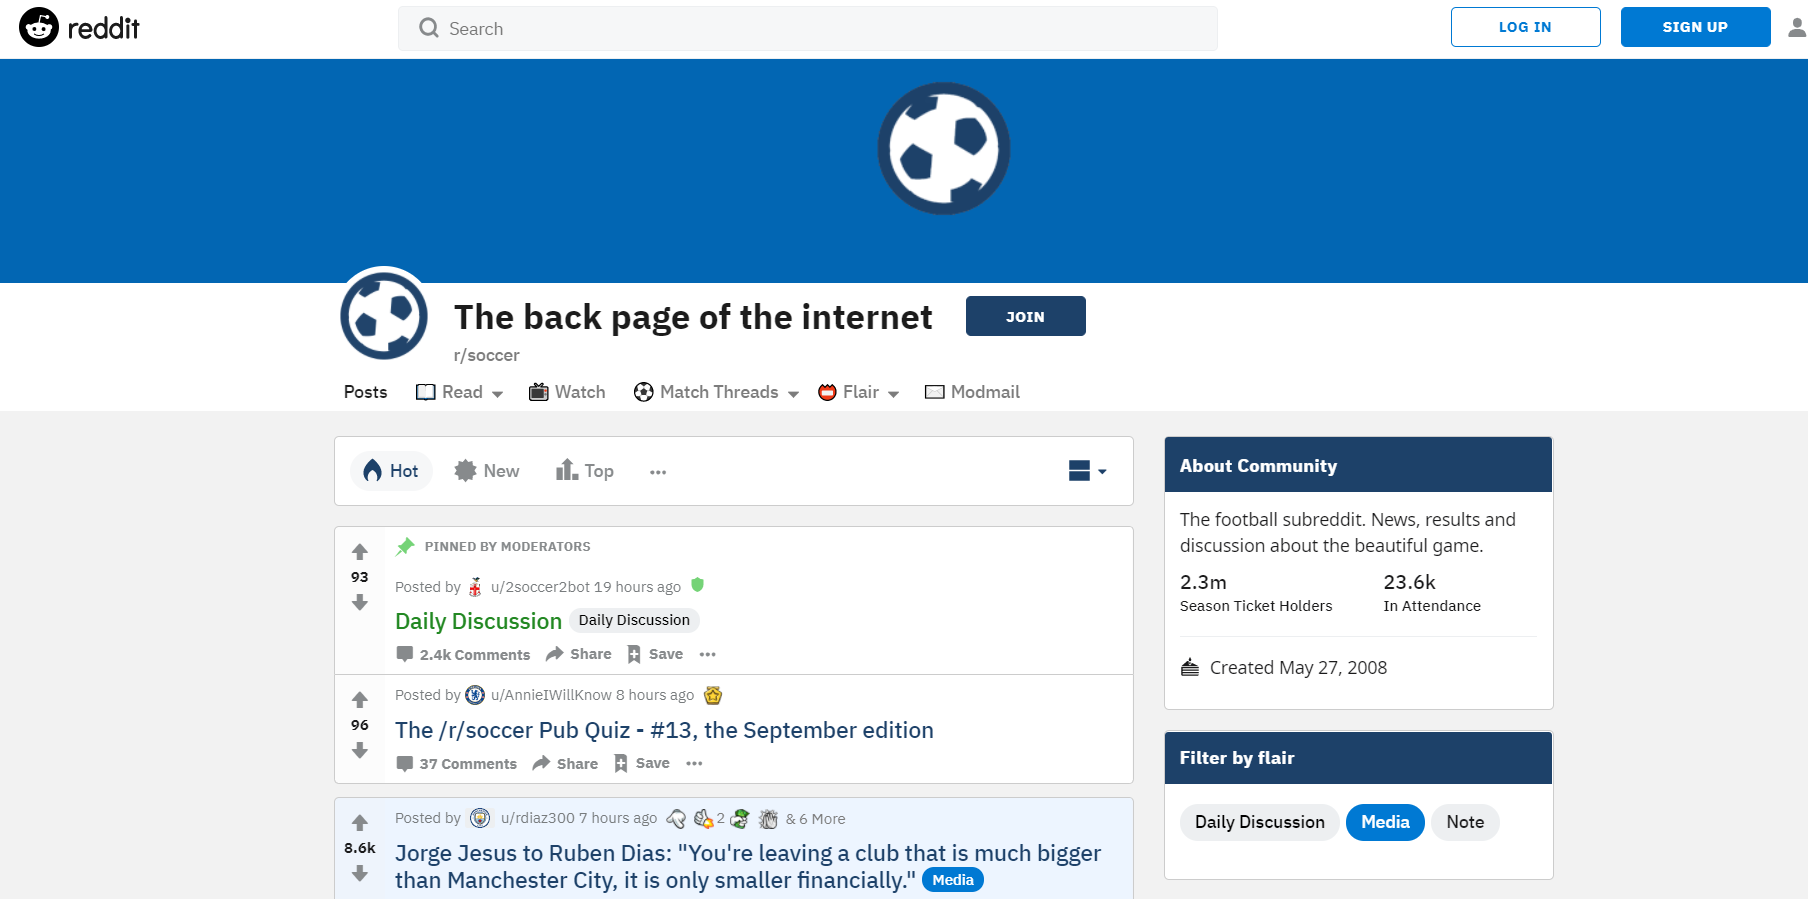 reddit
Search
LOG IN
SIGN UP
The back page of the internet
JOIN
r/soccer
Posts
Read
Watch
Match Threads
Flair
Modmail
Hot
New
Top
93
PINNED BY MODERATORS
Posted by u/2soccer2bot 19 hours ago
Daily Discussion Daily Discussion
2.4k Comments Share Save
96
Posted by u/AnnieIWillKnow 8 hours ago
The /r/soccer Pub Quiz - #13, the September edition
37 Comments Share Save
8.6k
Posted by u/rdiaz300 7 hours ago 2 & 6 More
Jorge Jesus to Ruben Dias: "You're leaving a club that is much bigger
than Manchester City, it is only smaller financially." Media
About Community
The football subreddit. News, results and
discussion about the beautiful game.
2.3m
Season Ticket Holders
23.6k
In Attendance
Created May 27, 2008
Filter by flair
Daily Discussion
Media
Note